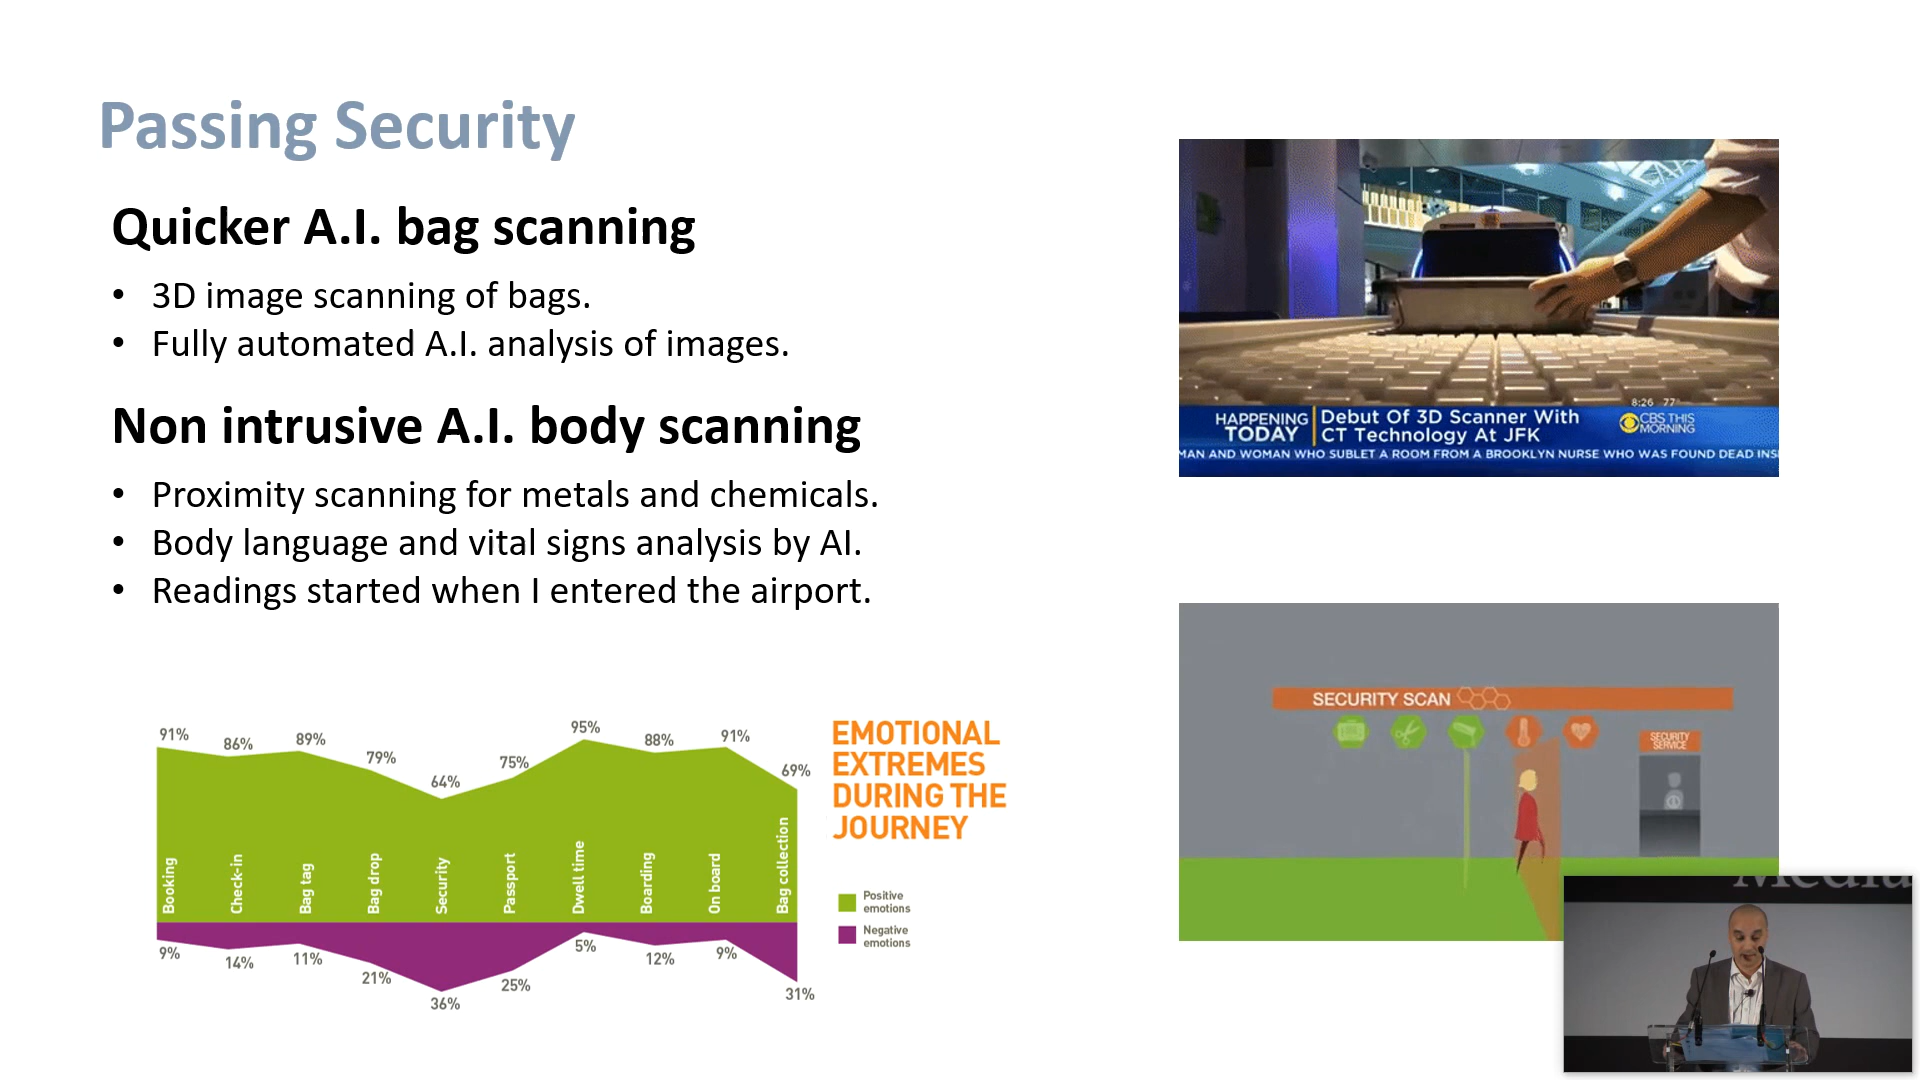 Passing Security
Quicker A.I. bag scanning
• 3D image scanning of bags.
• Fully automated A.I. analysis of images.
Non intrusive A.I. body scanning
• Proximity scanning for metals and chemicals.
• Body language and vital signs analysis by AI.
• Readings started when I entered the airport.
8:26 77°
HAPPENING TODAY
Debut Of 3D Scanner With
CT Technology At JFK
CBS THIS
MORNING
MAN AND WOMAN WHO SUBLET A ROOM FROM A BROOKLYN NURSE WHO WAS FOUND DEAD INSI
SECURITY SCAN
SECURITY
SERVICE
91% 86% 89% 79% 64% 75% 95% 88% 91% 69%
Booking Check-in Bag tag Bag drop Security Passport Dwell time Boarding On board Bag collection
9% 14% 11% 21% 36% 25% 5% 12% 9% 31%
EMOTIONAL
EXTREMES
DURING THE
JOURNEY
Positive
emotions
Negative
emotions